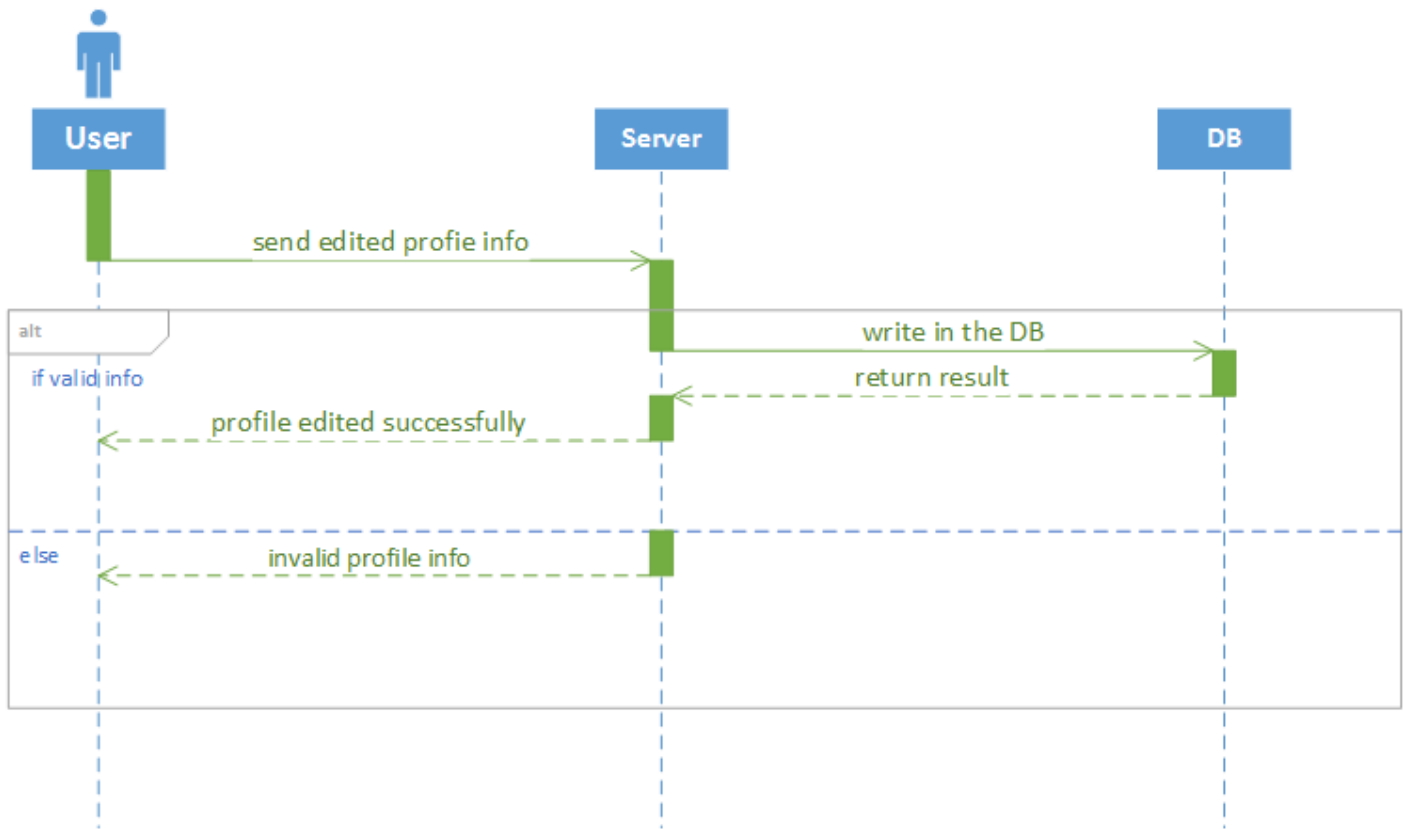 User
Server
DB
send edited profie info
alt
write in the DB
if valid info
return result
profile edited successfully
else
invalid profile info